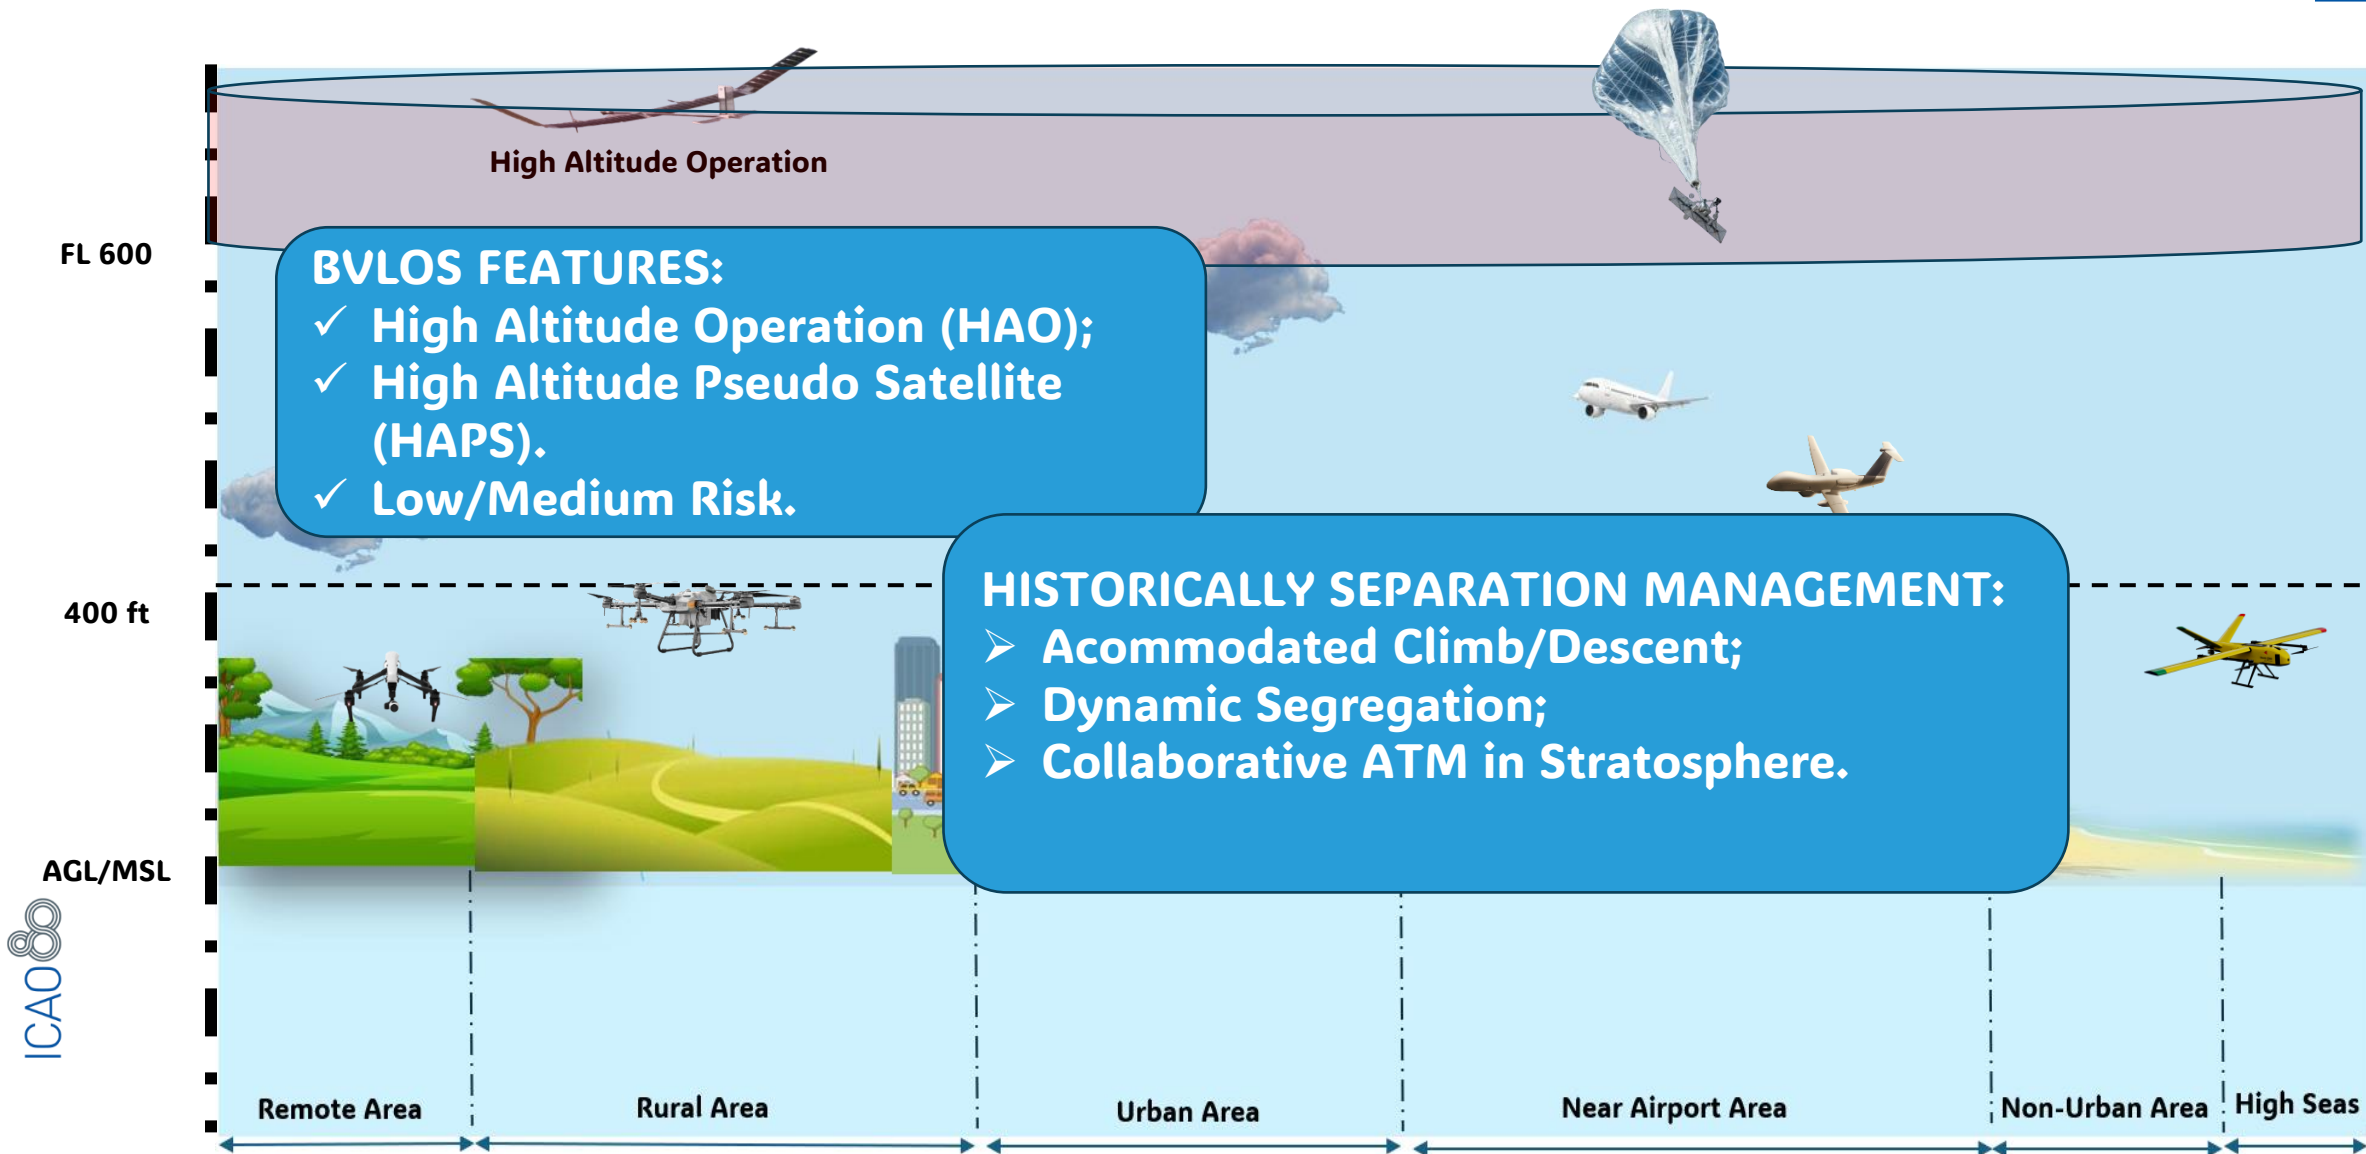 High Altitude Operation
FL 600
BVLOS FEATURES:
✓ High Altitude Operation (HAO);
✓ High Altitude Pseudo Satellite
(HAPS).
✓ Low/Medium Risk.
HISTORICALLY SEPARATION MANAGEMENT:
➢ Acommodated Climb/Descent;
➢ Dynamic Segregation;
➢ Collaborative ATM in Stratosphere.
400 ft
AGL/MSL
ICAO
Remote Area
Rural Area
Urban Area
Near Airport Area
Non-Urban Area
High Seas